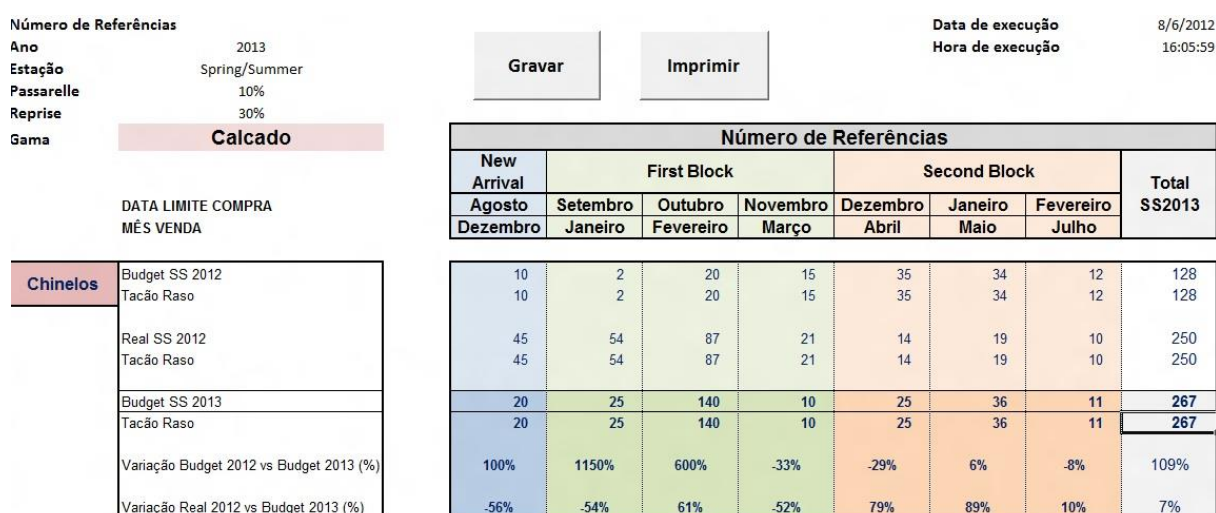 Número de Referências
Data de execução 8/6/2012
Ano 2013
Hora de execução 16:05:59
Estação Spring/Summer
Gravar Imprimir
Passarelle 10%
Reprise 30%
Gama Calcado
Número de Referências
New Arrival First Block Second Block Total SS2013
DATA LIMITE COMPRA Agosto Setembro Outubro Novembro Dezembro Janeiro Fevereiro
MÊS VENDA Dezembro Janeiro Fevereiro Março Abril Maio Julho
Chinelos
Budget SS 2012 10 2 20 15 35 34 12 128
Tacão Raso 10 2 20 15 35 34 12 128
Real SS 2012 45 54 87 21 14 19 10 250
Tacão Raso 45 54 87 21 14 19 10 250
Budget SS 2013 20 25 140 10 25 36 11 267
Tacão Raso 20 25 140 10 25 36 11 267
Variação Budget 2012 vs Budget 2013 (%) 100% 1150% 600% -33% -29% 6% -8% 109%
Variação Real 2012 vs Budget 2013 (%) -56% -54% 61% -52% 79% 89% 10% 7%